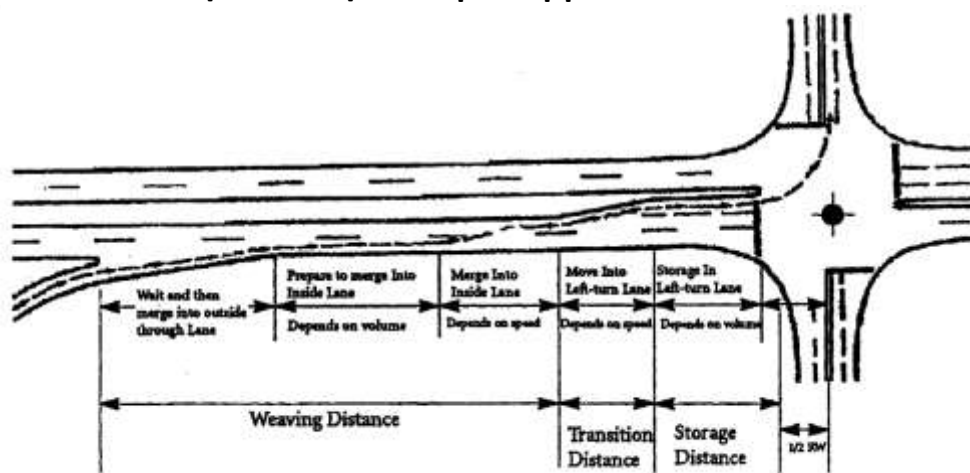 Wait and then
merge into outside
through Lane
Prepare to merge Into
Inside Lane
Depends on volume
Merge Into
Inside Lane
Depends on speed
Move Into
Left-turn Lane
Depends on speed
Storage In
Left-turn Lane
Depends on volume
Weaving Distance
Transition
Distance
Storage
Distance
1/2